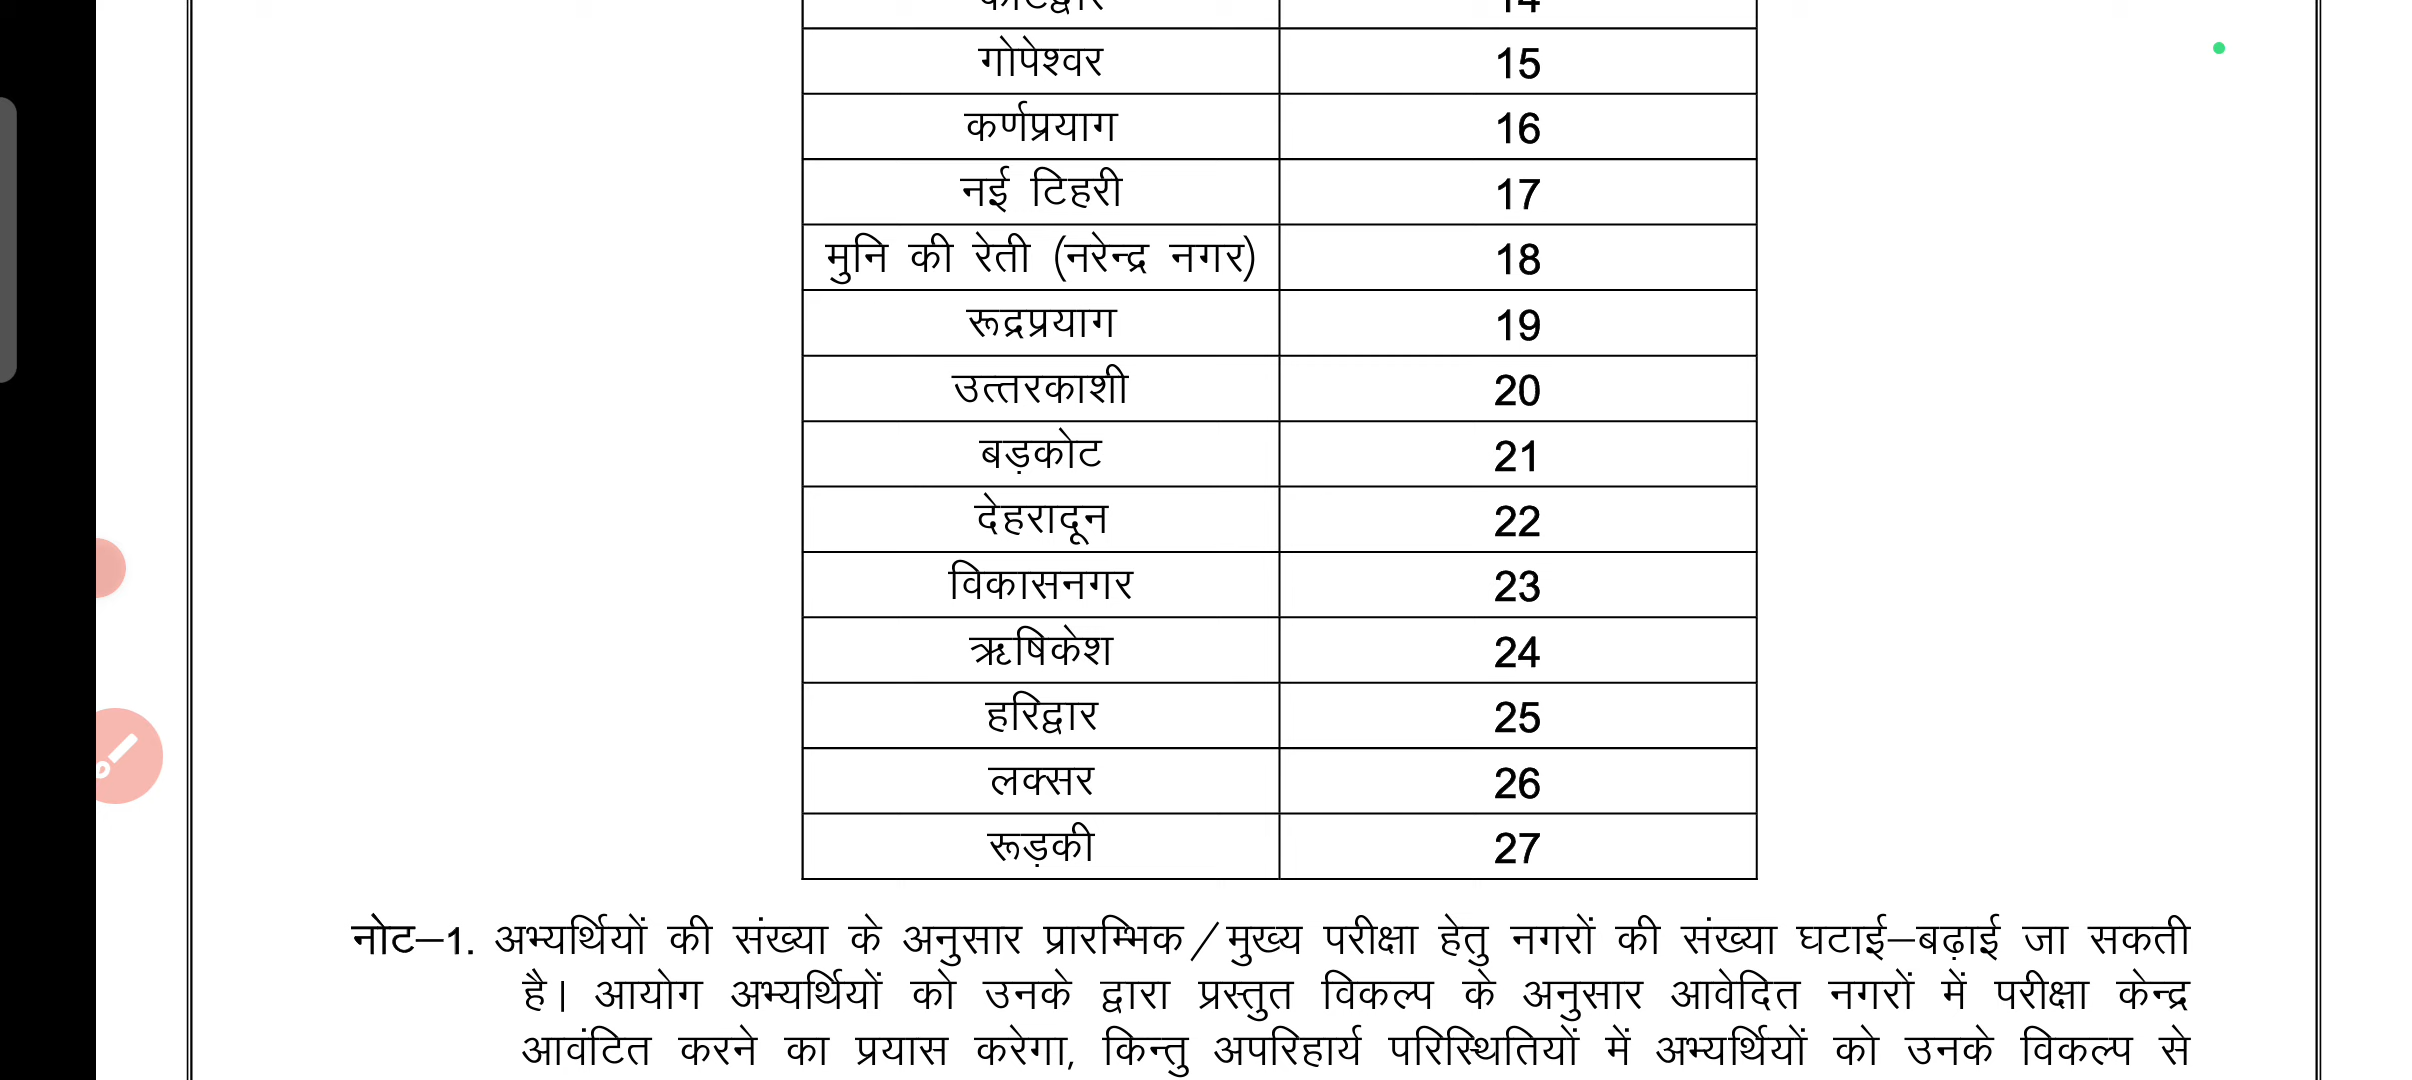 गोपेश्वर 15
कर्णप्रयाग 16
नई टिहरी 17
मुनि की रेती (नरेन्द्र नगर) 18
रूद्रप्रयाग 19
उत्तरकाशी 20
बड़कोट 21
देहरादून 22
विकासनगर 23
ऋषिकेश 24
हरिद्वार 25
लक्सर 26
रूड़की 27
नोट–1. अभ्यर्थियों की संख्या के अनुसार प्रारम्भिक/मुख्य परीक्षा हेतु नगरों की संख्या घटाई–बढ़ाई जा सकती
है। आयोग अभ्यर्थियों को उनके द्वारा प्रस्तुत विकल्प के अनुसार आवेदित नगरों में परीक्षा केन्द्र
आवंटित करने का प्रयास करेगा, किन्तु अपरिहार्य परिस्थितियों में अभ्यर्थियों को उनके विकल्प से